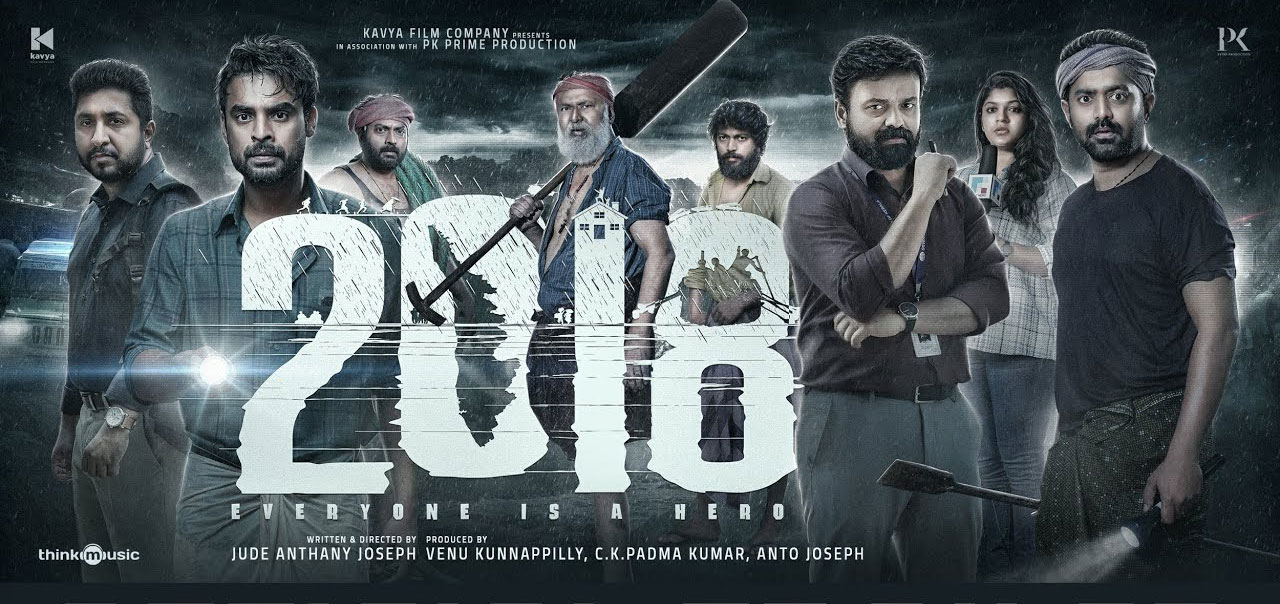 kavya
KAVYA FILM COMPANY PRESENTS
IN ASSOCIATION WITH PK PRIME PRODUCTION
PK
2018
EVERYONE IS A HERO
WRITTEN & DIRECTED BY PRODUCED BY
JUDE ANTHANY JOSEPH VENU KUNNAPPILLY, C.K.PADMA KUMAR, ANTO JOSEPH
think music